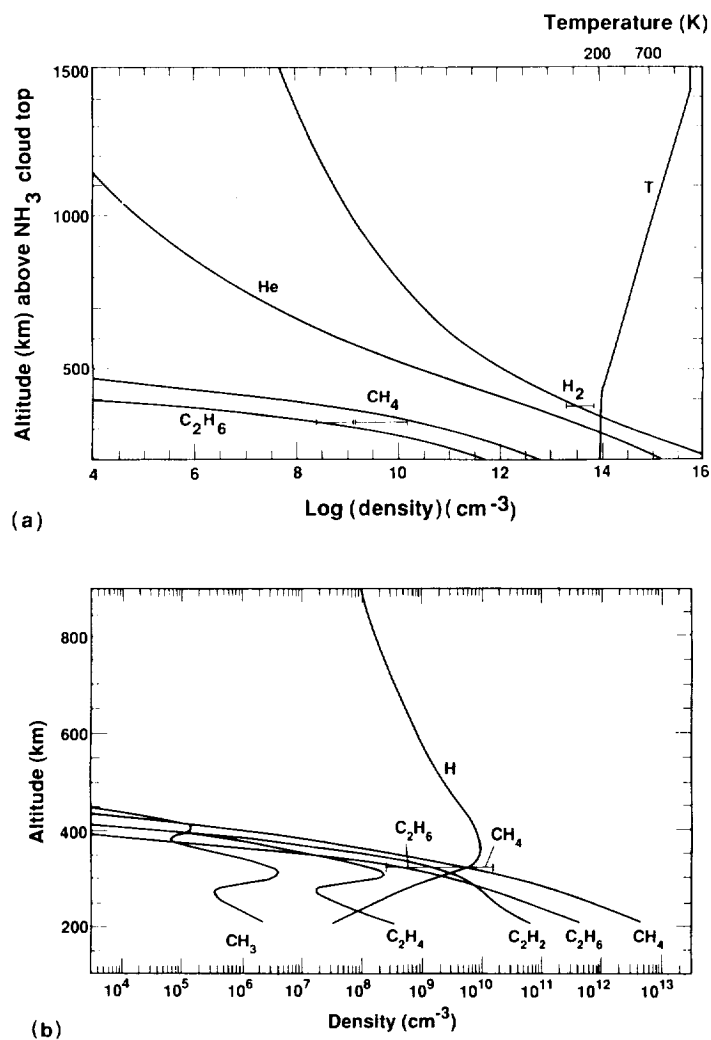 Temperature (K)
200 700
1500
1000
500
Altitude (km) above NH3 cloud top
T
He
H2
CH4
C2H6
4 6 8 10 12 14 16
Log (density) (cm-3)
(a)
800
600
400
200
Altitude (km)
H
C2H6
CH4
CH3
C2H4
C2H2
C2H6
CH4
10^4 10^5 10^6 10^7 10^8 10^9 10^10 10^11 10^12 10^13
Density (cm-3)
(b)